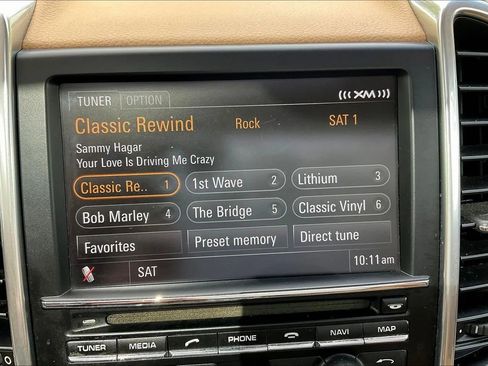 TUNER OPTION (((XM)))
Classic Rewind Rock SAT 1
Sammy Hagar
Your Love Is Driving Me Crazy
Classic Re.. 1 1st Wave 2 Lithium 3
Bob Marley 4 The Bridge 5 Classic Vinyl 6
Favorites Preset memory Direct tune
SAT 10:11 am
TUNER MEDIA PHONE NAVI MAP